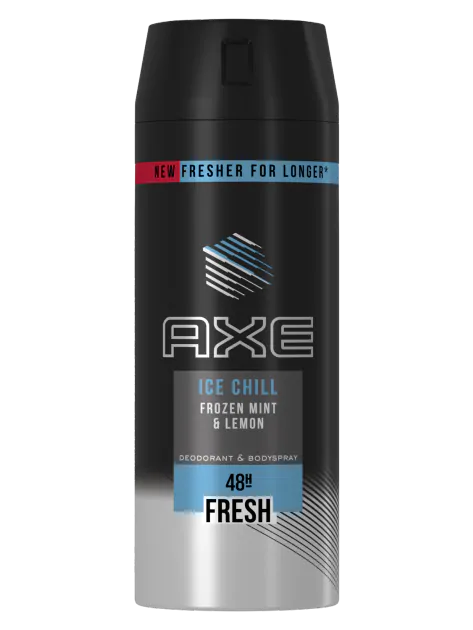 NEW FRESHER FOR LONGER*
AXE
ICE CHILL
FROZEN MINT
& LEMON
DEODORANT & BODYSPRAY
48H
FRESH